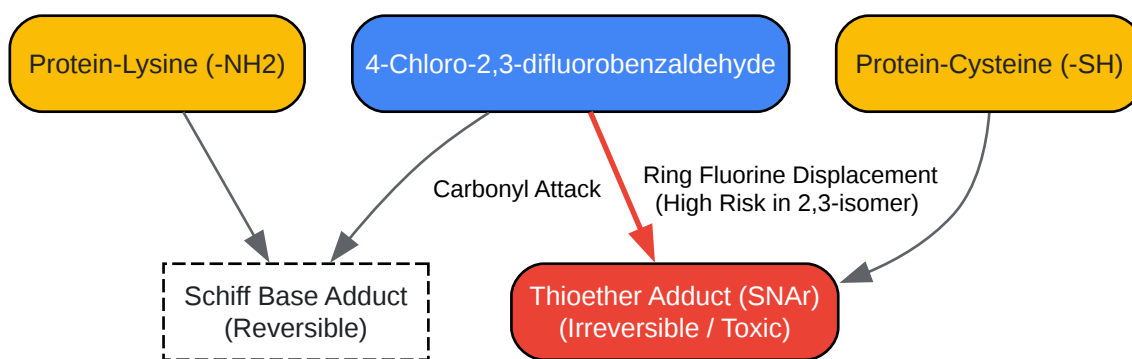 Protein-Lysine (-NH2)
4-Chloro-2,3-difluorobenzaldehyde
Protein-Cysteine (-SH)
Carbonyl Attack
Ring Fluorine Displacement
(High Risk in 2,3-isomer)
Schiff Base Adduct
(Reversible)
Thioether Adduct (SNAr)
(Irreversible / Toxic)